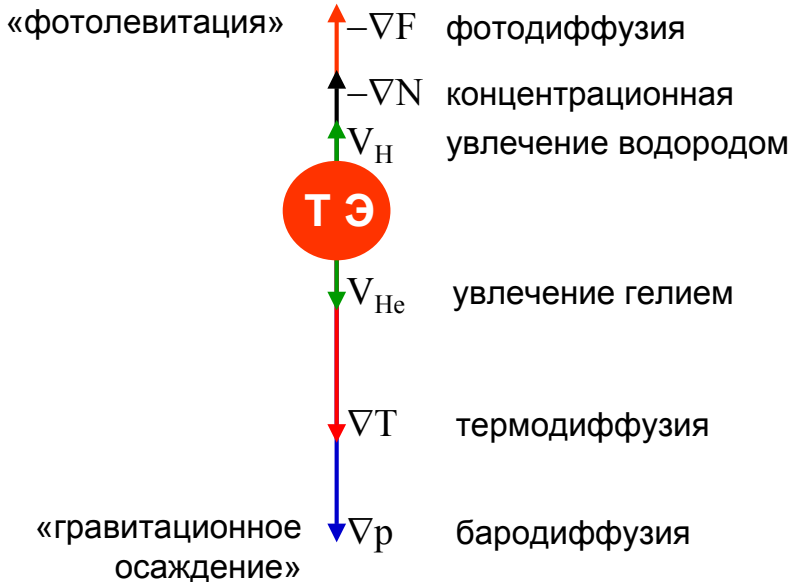 «фотолевитация» –∇F фотодиффузия
–∇N концентрационная
V_H увлечение водородом
Т Э
V_He увлечение гелием
∇T термодиффузия
«гравитационное ∇p бародиффузия
осаждение»